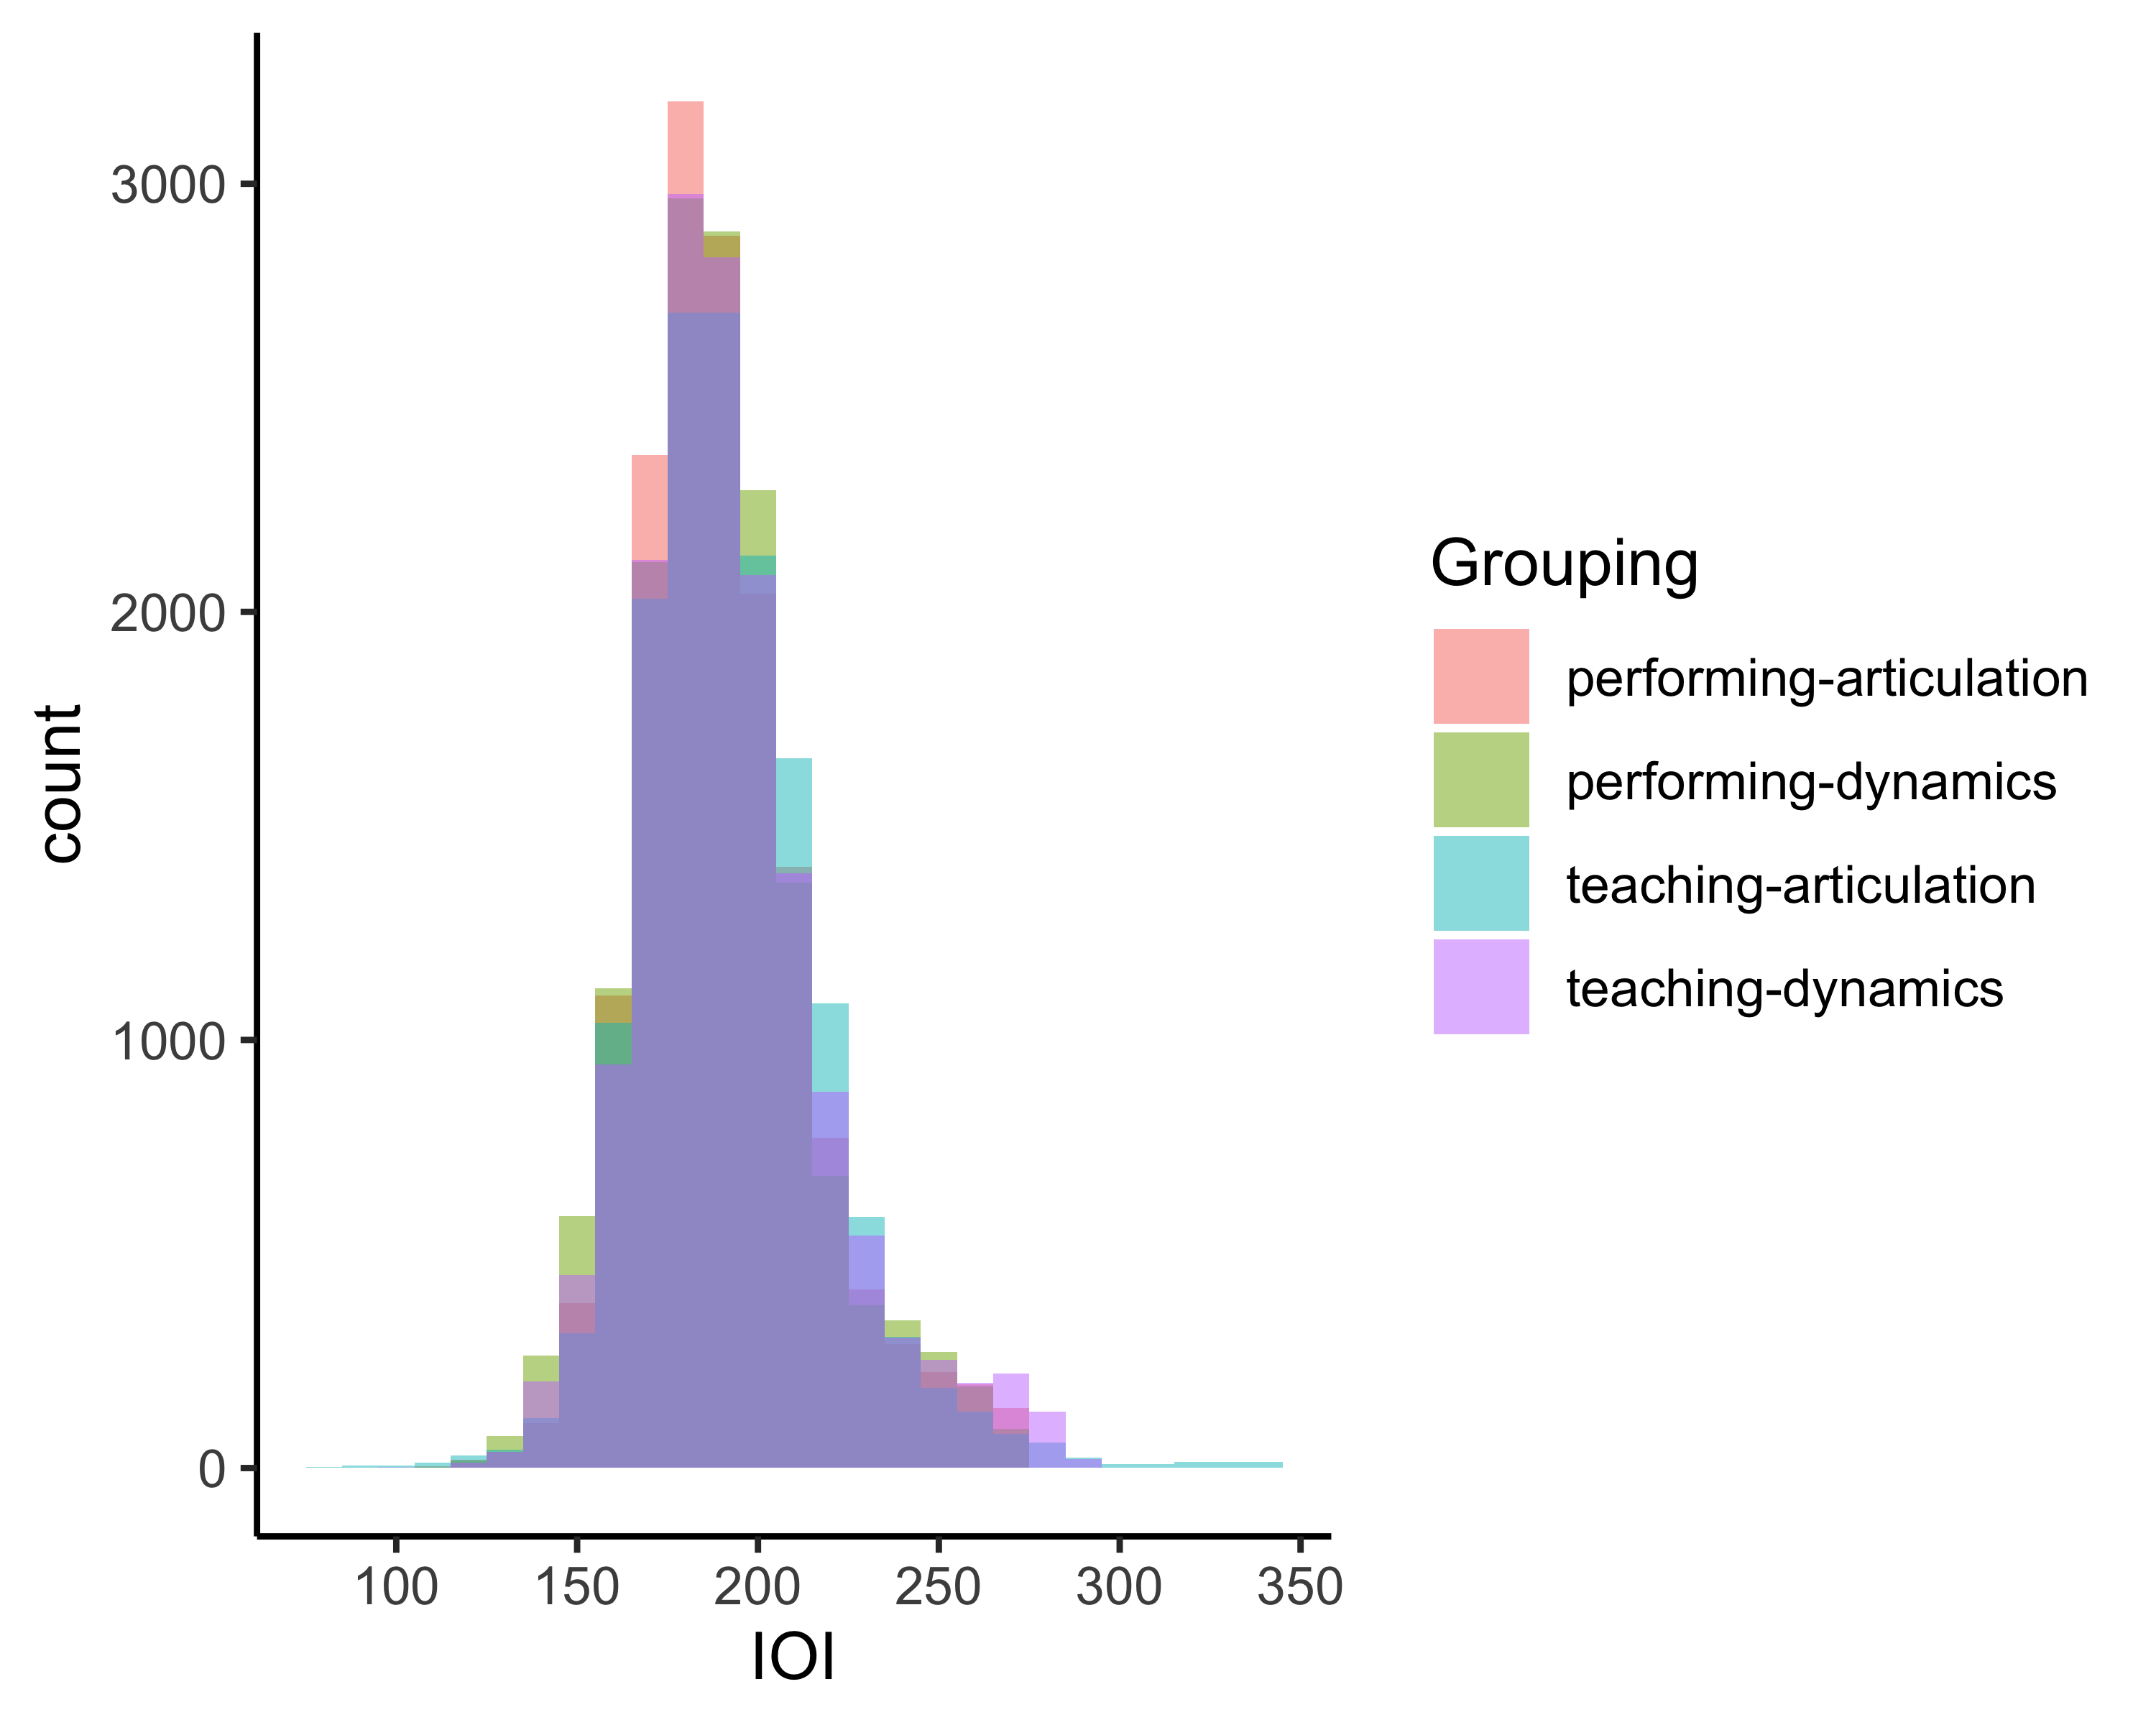 3000
2000
1000
0
count
100 150 200 250 300 350
IOI
Grouping
performing-articulation
performing-dynamics
teaching-articulation
teaching-dynamics